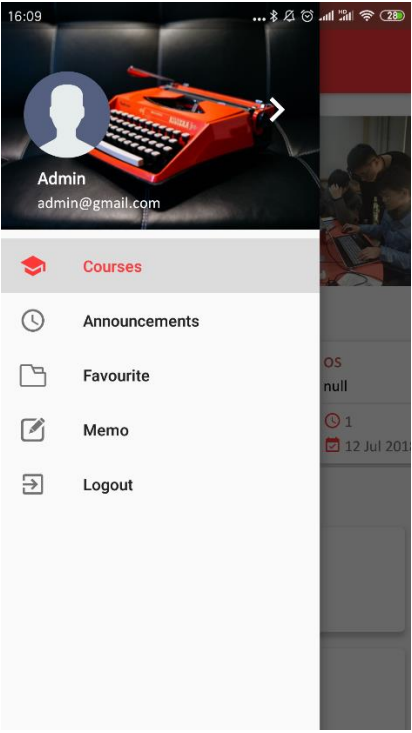 16:09
28
Admin
admin@gmail.com
Courses
Announcements
Favourite
Memo
Logout
OS
null
1
12 Jul 201